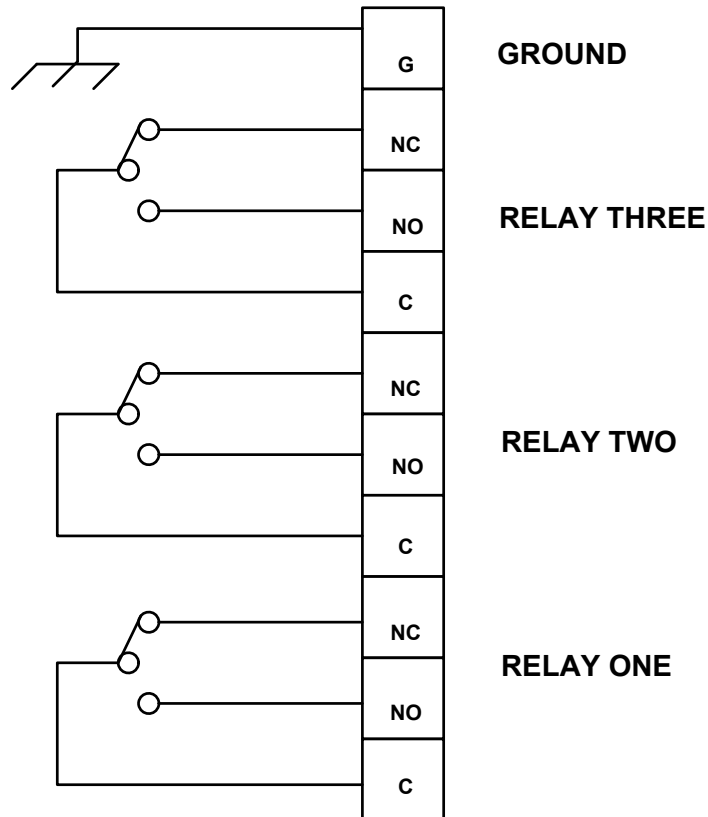 G
GROUND
NC
NO
RELAY THREE
C
NC
NO
RELAY TWO
C
NC
NO
RELAY ONE
C